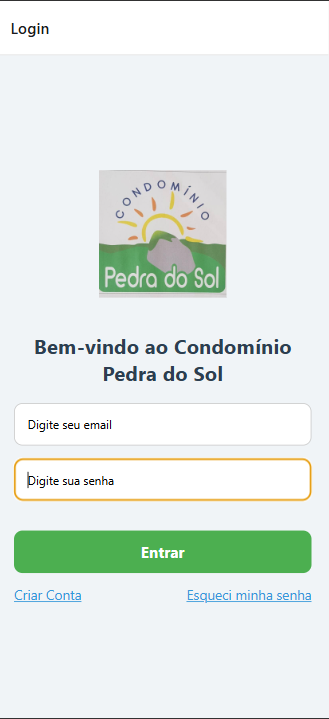 Login
CONDOMÍNIO
Pedra do Sol
Bem-vindo ao Condomínio
Pedra do Sol
Digite seu email
Digite sua senha
Entrar
Criar Conta
Esqueci minha senha